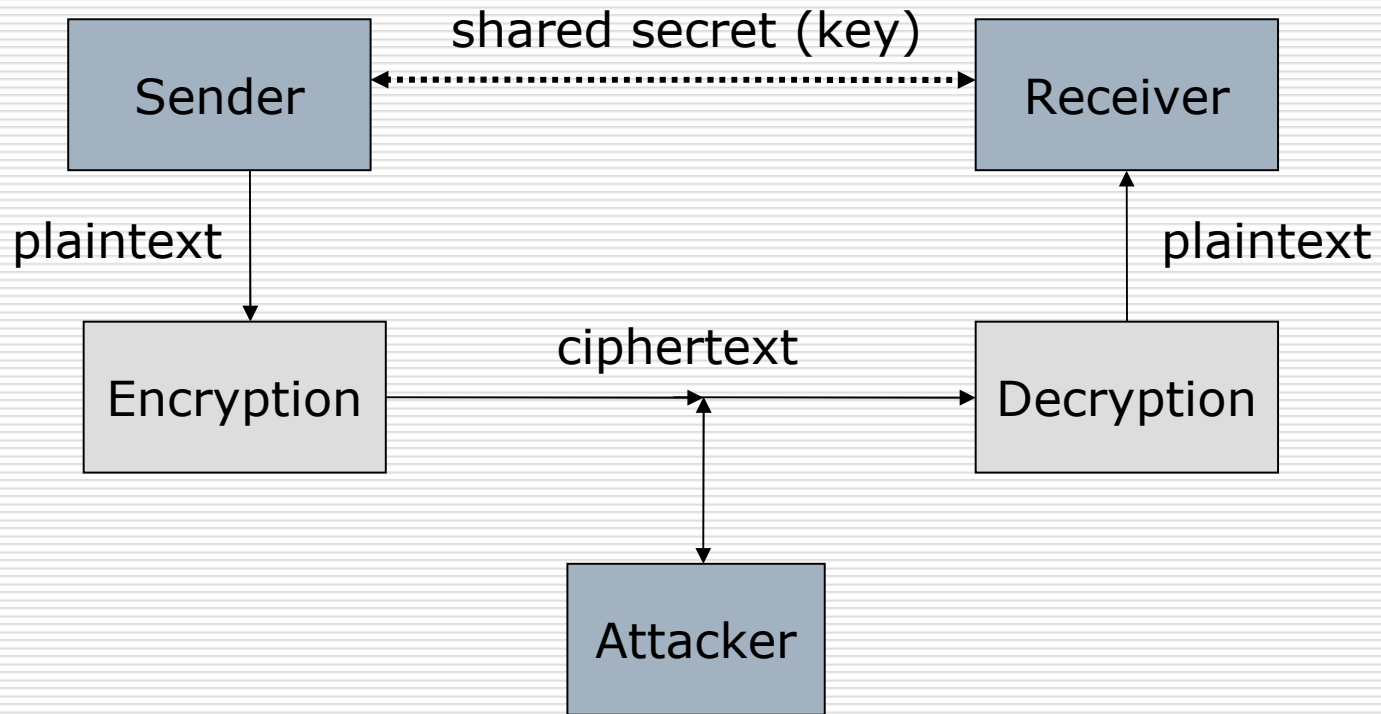 shared secret (key)
Sender
Receiver
plaintext
plaintext
ciphertext
Encryption
Decryption
Attacker